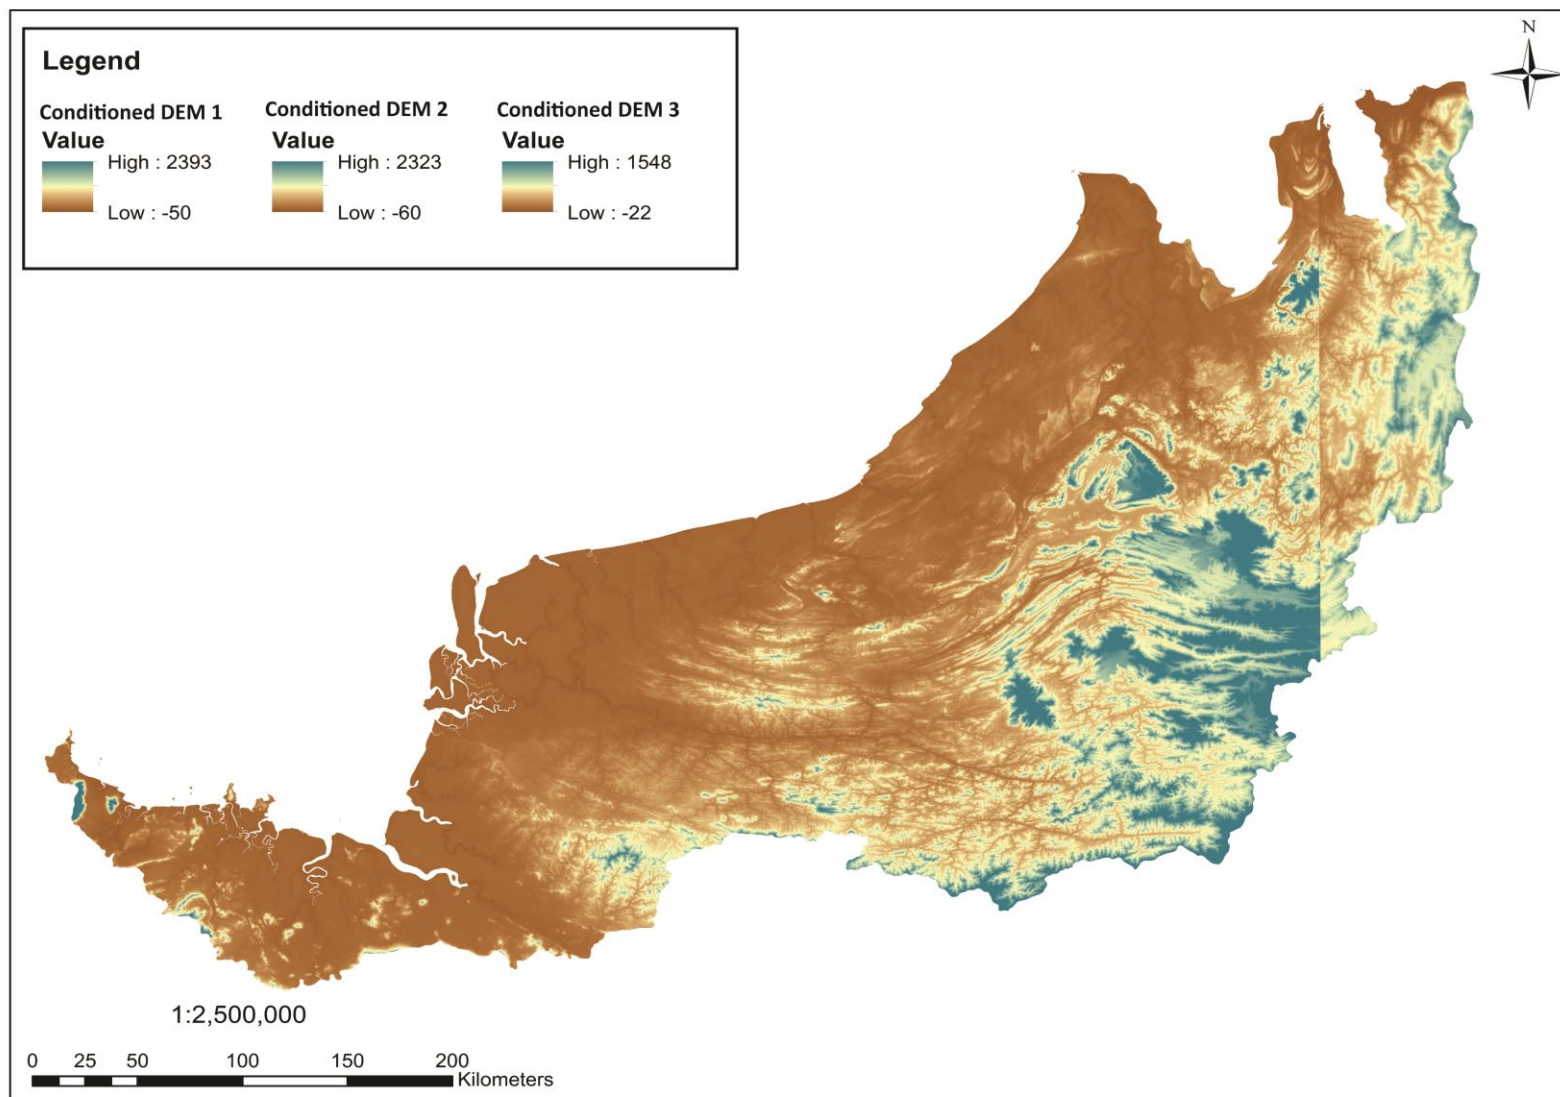 N
Legend
Conditioned DEM 1
Value
High : 2393
Low : -50
Conditioned DEM 2
Value
High : 2323
Low : -60
Conditioned DEM 3
Value
High : 1548
Low : -22
1:2,500,000
0 25 50 100 150 200
Kilometers